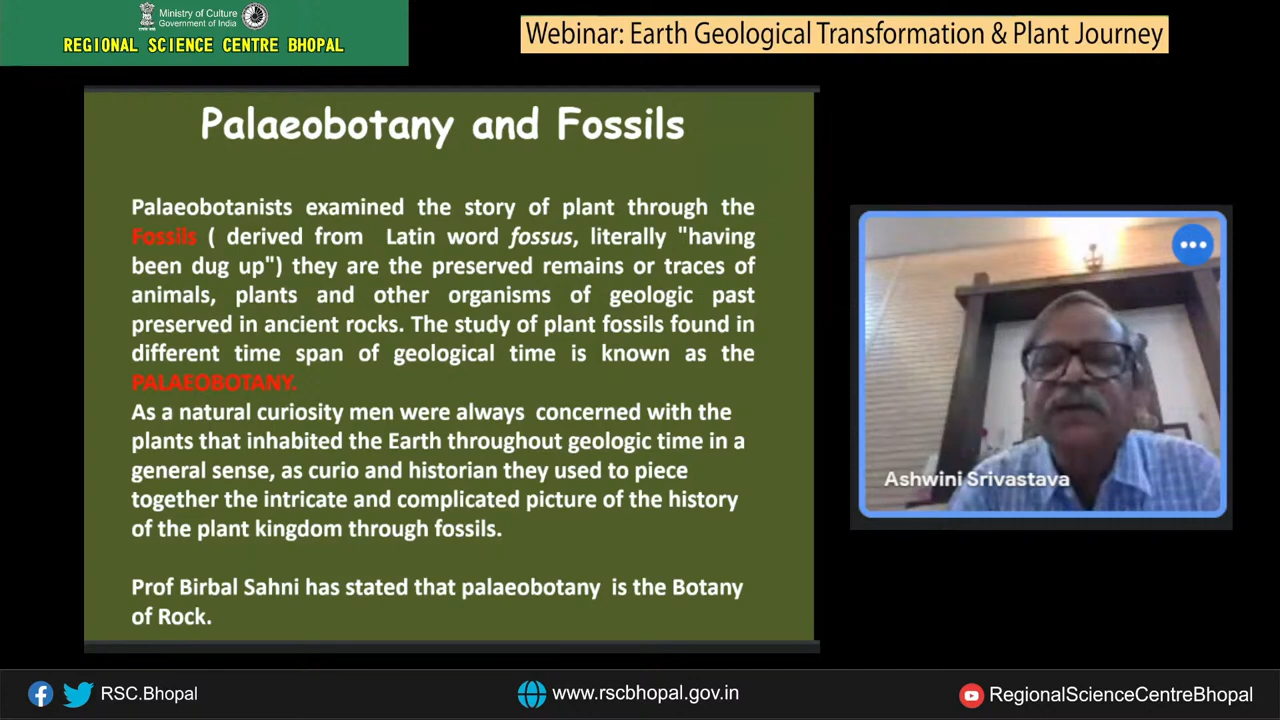 Ministry of Culture
Government of India
REGIONAL SCIENCE CENTRE BHOPAL
Webinar: Earth Geological Transformation & Plant Journey
Palaeobotany and Fossils
Palaeobotanists examined the story of plant through the
Fossils ( derived from Latin word fossus, literally "having
been dug up") they are the preserved remains or traces of
animals, plants and other organisms of geologic past
preserved in ancient rocks. The study of plant fossils found in
different time span of geological time is known as the
PALAEOBOTANY.
As a natural curiosity men were always concerned with the
plants that inhabited the Earth throughout geologic time in a
general sense, as curio and historian they used to piece
together the intricate and complicated picture of the history
of the plant kingdom through fossils.
Prof Birbal Sahni has stated that palaeobotany is the Botany
of Rock.
Ashwini Srivastava
RSC.Bhopal
www.rscbhopal.gov.in
RegionalScienceCentreBhopal